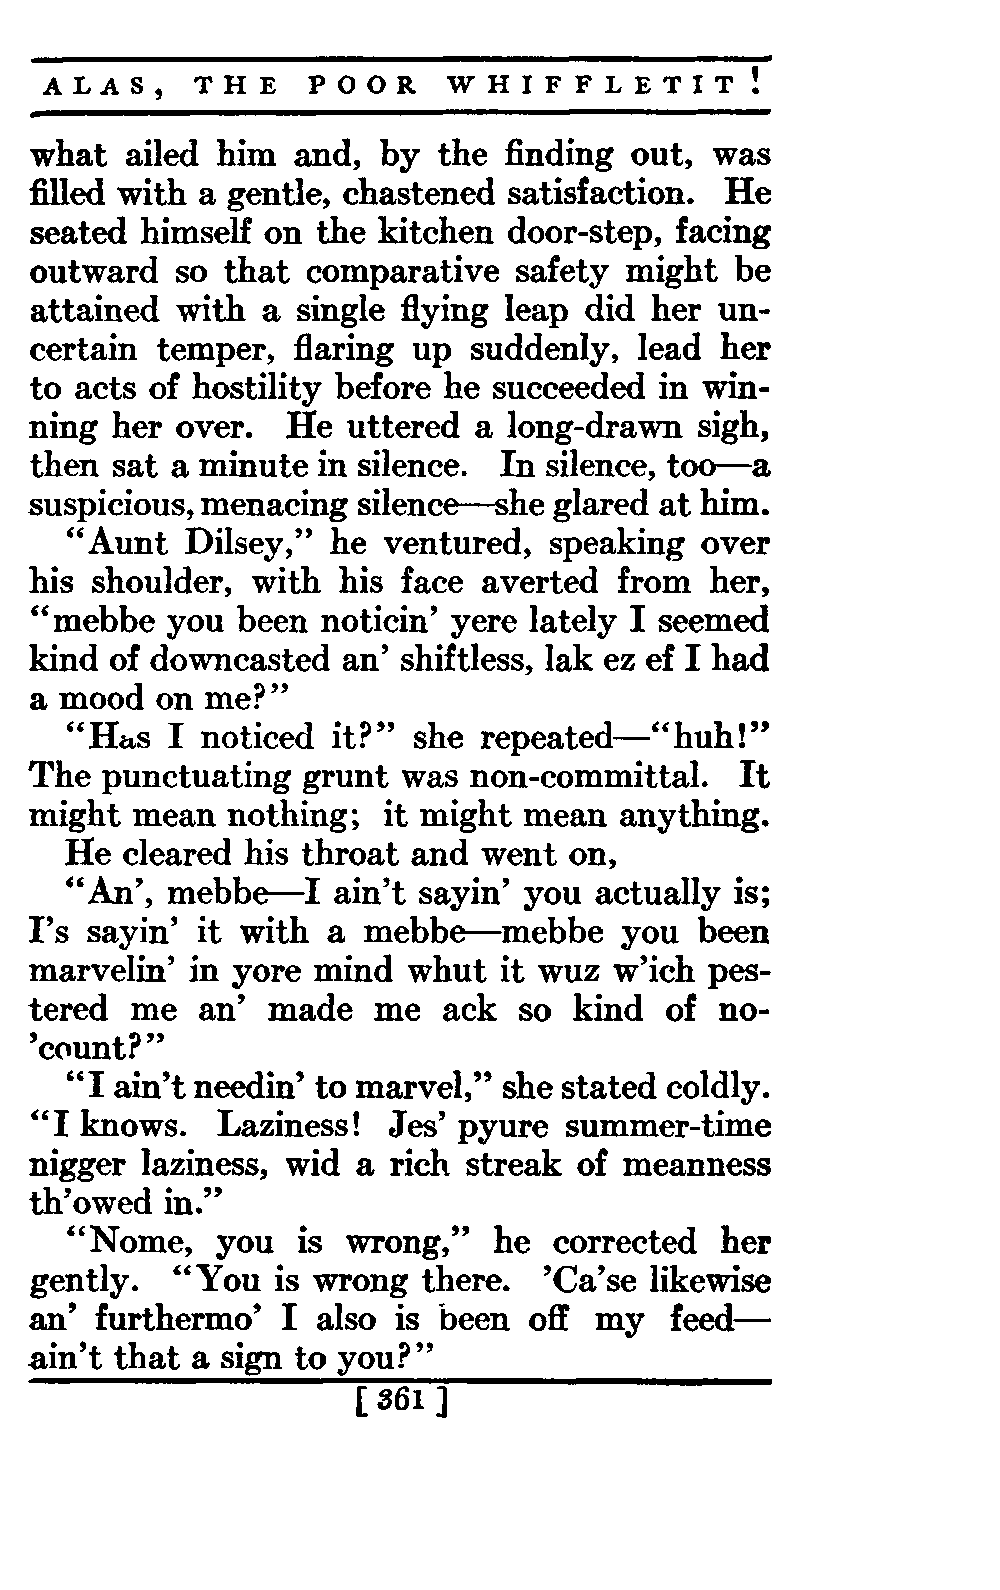 ALAS, THE POOR WHIFFLETIT!
what ailed him and, by the finding out, was
filled with a gentle, chastened satisfaction. He
seated himself on the kitchen door-step, facing
outward so that comparative safety might be
attained with a single flying leap did her un-
certain temper, flaring up suddenly, lead her
to acts of hostility before he succeeded in win-
ning her over. He uttered a long-drawn sigh,
then sat a minute in silence. In silence, too—a
suspicious, menacing silence—she glared at him.
“Aunt Dilsey,” he ventured, speaking over
his shoulder, with his face averted from her,
“mebbe you been noticin’ yere lately I seemed
kind of downcasted an’ shiftless, lak ez ef I had
a mood on me?”
“Has I noticed it?” she repeated—“huh!”
The punctuating grunt was non-committal. It
might mean nothing; it might mean anything.
He cleared his throat and went on,
“An’, mebbe—I ain’t sayin’ you actually is;
I’s sayin’ it with a mebbe—mebbe you been
marvelin’ in yore mind whut it wuz w’ich pes-
tered me an’ made me ack so kind of no-
’count?”
“I ain’t needin’ to marvel,” she stated coldly.
“I knows. Laziness! Jes’ pyure summer-time
nigger laziness, wid a rich streak of meanness
th’owed in.”
“Nome, you is wrong,” he corrected her
gently. “You is wrong there. ’Ca’se likewise
an’ furthermo’ I also is been off my feed—
ain’t that a sign to you?”
[ 361 ]